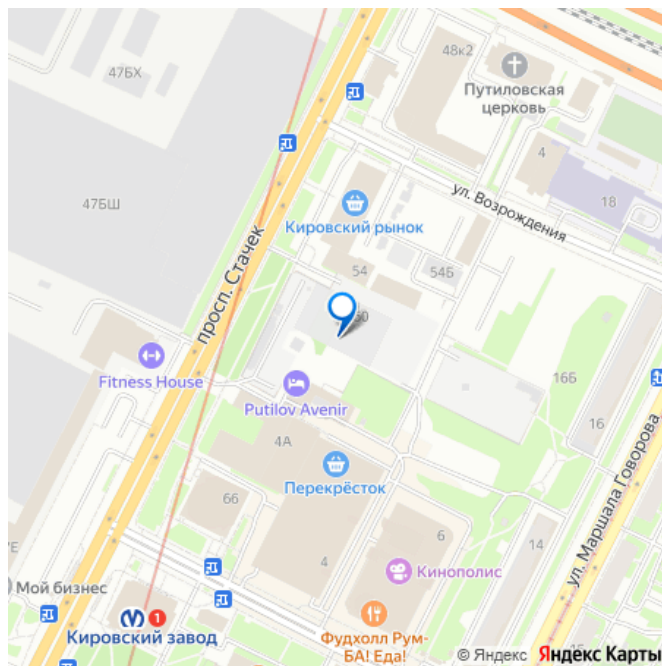 47БХ
48к2
Путиловская
церковь
4
18
47БШ
ул. Возрождения
Кировский рынок
54
54Б
просп. Стачек
Fitness House
Putilov Avenir
16Б
16
4А
Перекрёсток
66
6
14
ул. Маршала Говорова
Кинополис
4
Мой бизнес
1
Кировский завод
Фудхолл Рум-
БА! Еда!
© Яндекс Яндекс Карты